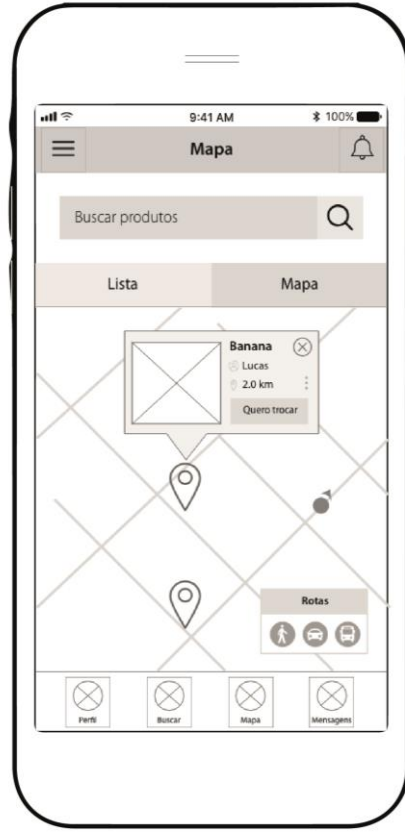 9:41 AM 100%
Mapa
Buscar produtos
Lista Mapa
Banana
Lucas
2.0 km
Quero trocar
Rotas
Perfil Buscar Mapa Mensagens